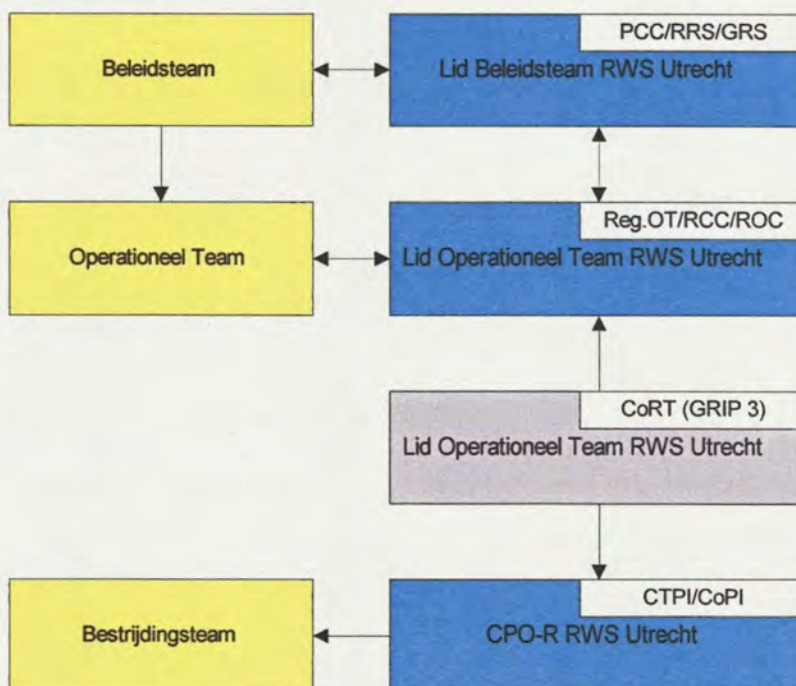 PCC/RRS/GRS
Beleidsteam
Lid Beleidsteam RWS Utrecht
Reg.OT/RCC/ROC
Operationeel Team
Lid Operationeel Team RWS Utrecht
CoRT (GRIP 3)
Lid Operationeel Team RWS Utrecht
CTPI/CoPI
Bestrijdingsteam
CPO-R RWS Utrecht